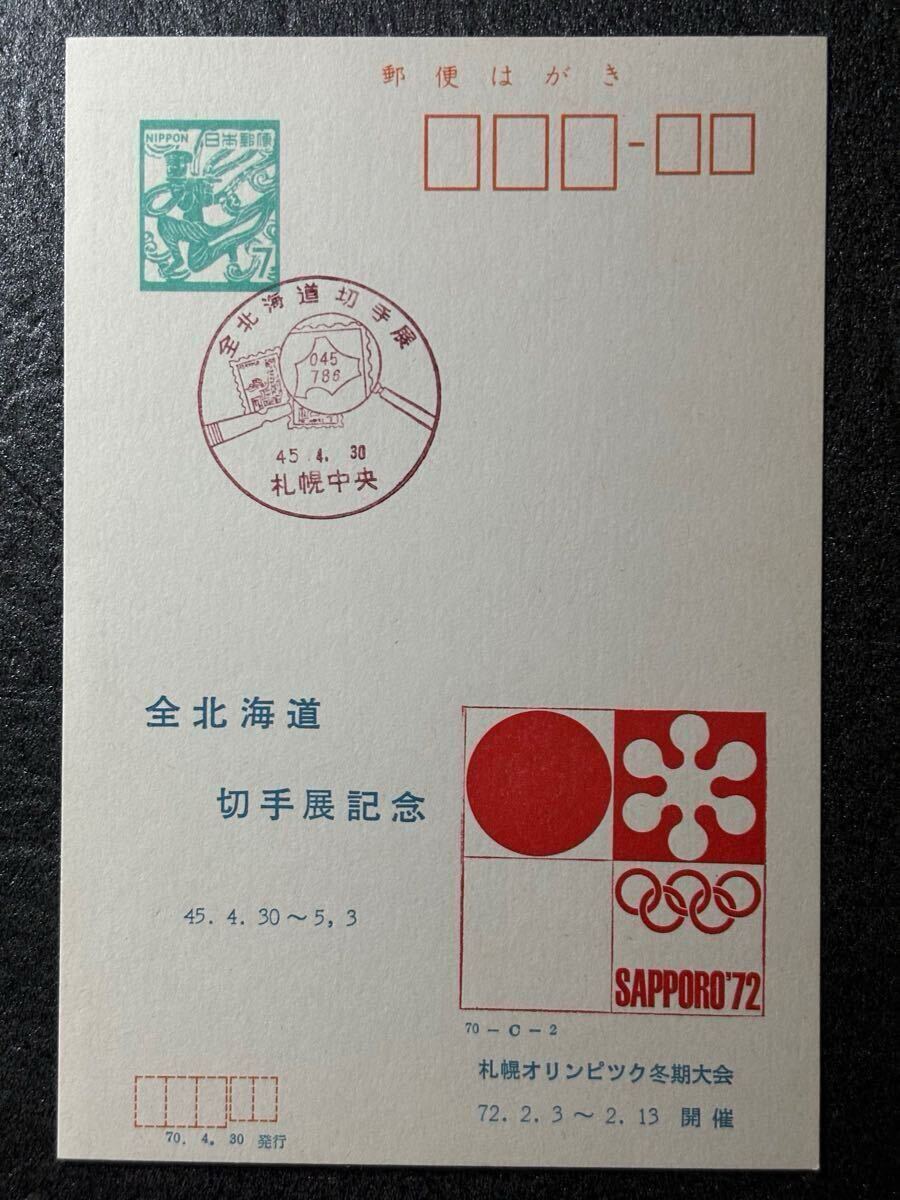 郵便はがき
NIPPON 日本郵便
7
全北海道切手展
045
786
45.4.30
札幌中央
全北海道
切手展記念
45.4.30～5,3
SAPPORO'72
70-C-2
札幌オリンピツク冬期大会
72.2.3～2.13 開催
70.4.30 発行